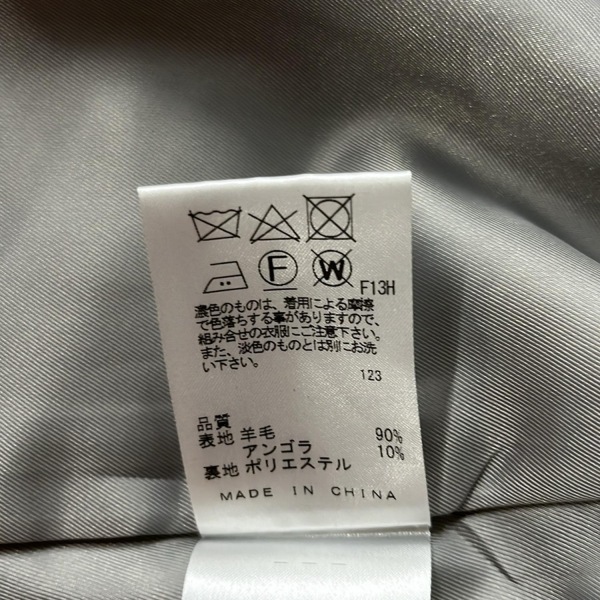 F W
F13H
濃色のものは、着用による摩擦
で色落ちする事がありますので、
組み合せの衣服にご注意下さい。
また、淡色のものとは別にお洗
い下さい。
123
品質
表地 羊毛 90%
アンゴラ 10%
裏地 ポリエステル
MADE IN CHINA